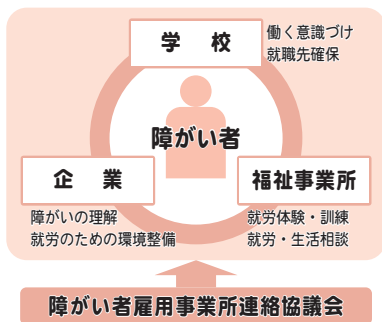 学　校
働く意識づけ
就職先確保
障がい者
企　業
障がいの理解
就労のための環境整備
福祉事業所
就労体験・訓練
就労・生活相談
障がい者雇用事業所連絡協議会